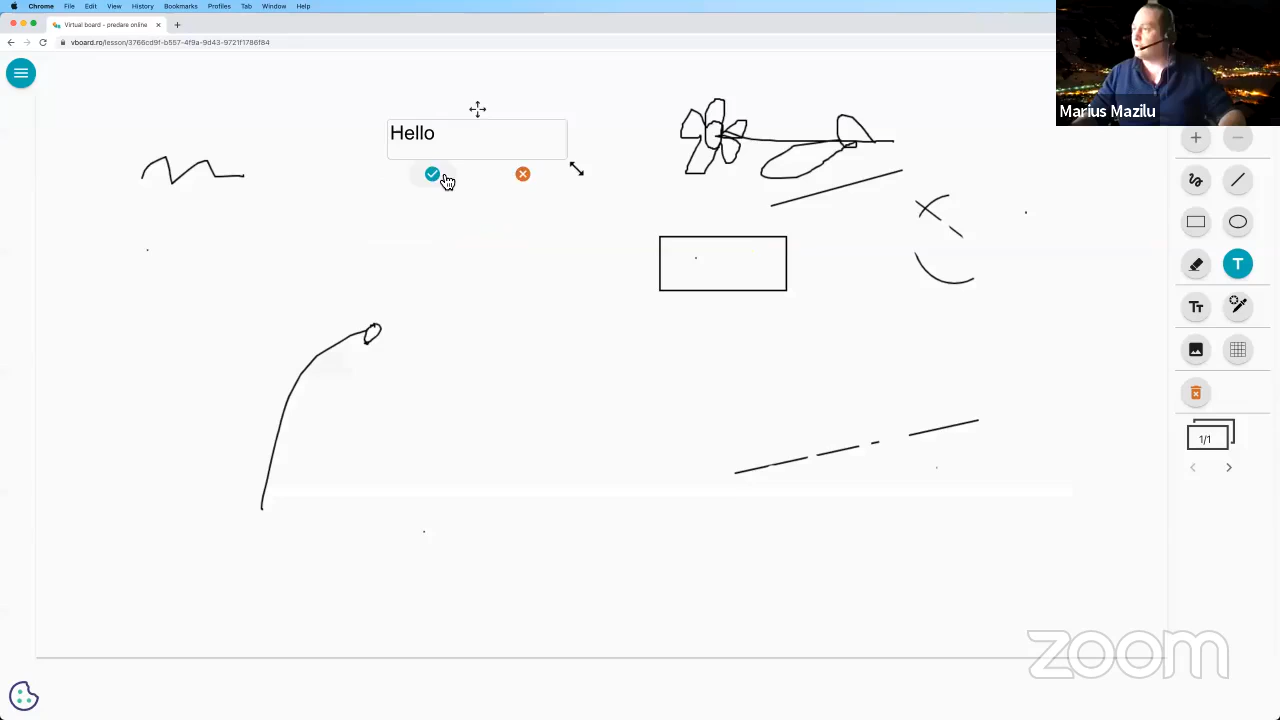 Chrome File Edit View History Bookmarks Profiles Tab Window Help
Virtual board - predare online
vboard.ro/lesson/3766cd9f-b557-4f9a-9d43-9721f1786f84
Marius Mazilu
Hello
T
TT
1/1
zoom